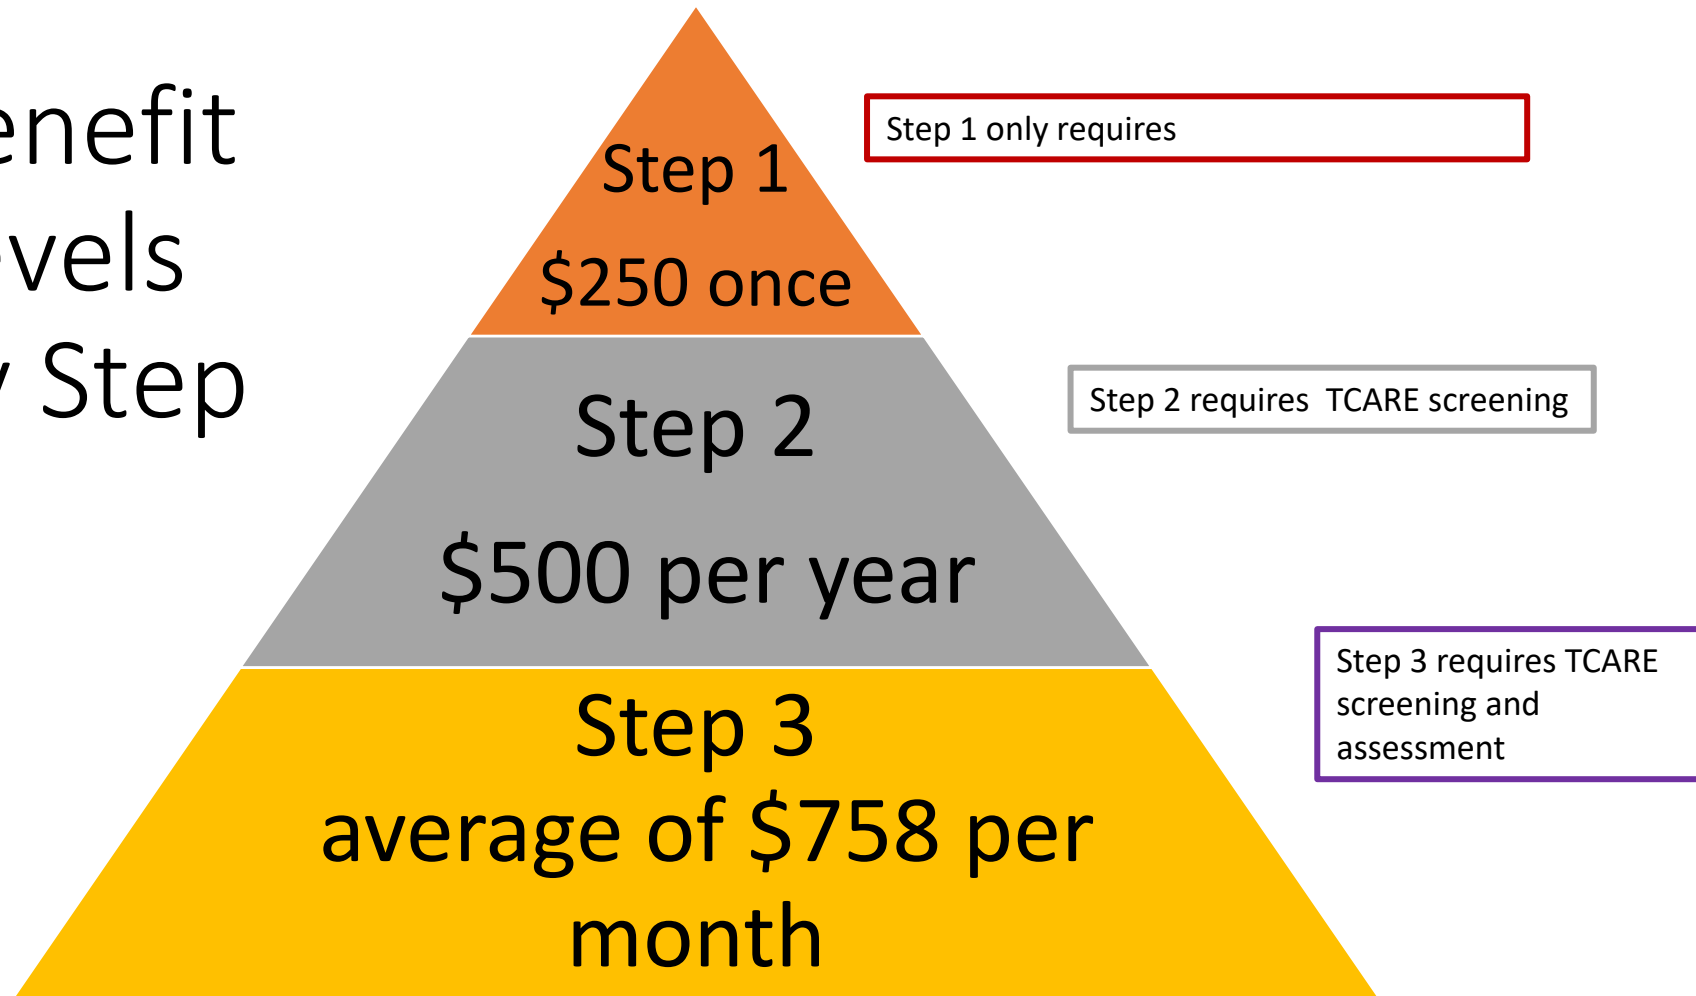 enefit
evels
y Step
Step 1
$250 once
Step 1 only requires
Step 2
$500 per year
Step 2 requires  TCARE screening
Step 3
average of $758 per
month
Step 3 requires TCARE
screening and
assessment